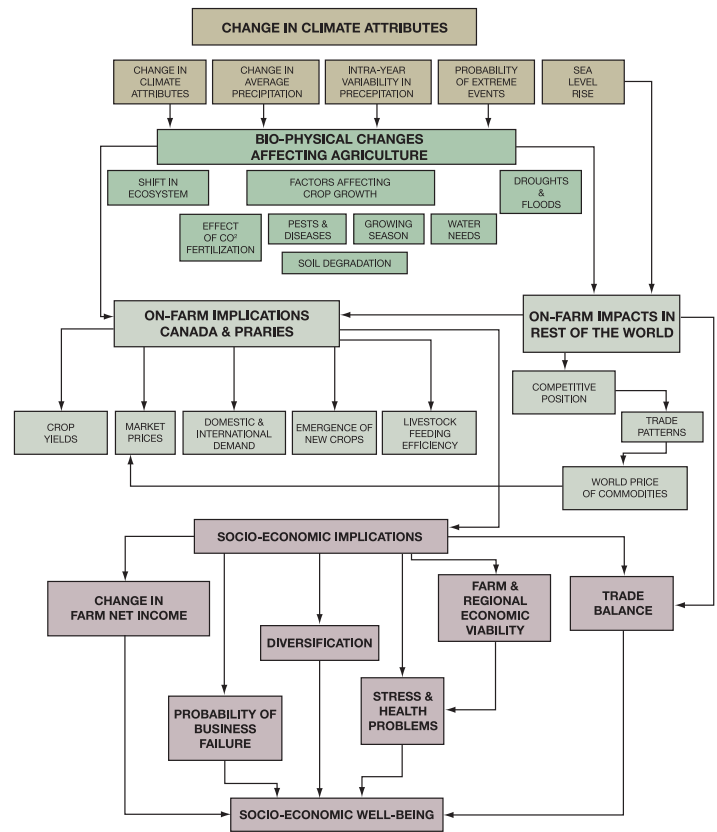 CHANGE IN CLIMATE ATTRIBUTES
CHANGE IN
CLIMATE
ATTRIBUTES
CHANGE IN
AVERAGE
PRECIPITATION
INTRA-YEAR
VARIABILITY IN
PRECEPITATION
PROBABILITY
OF EXTREME
EVENTS
SEA
LEVEL
RISE
BIO-PHYSICAL CHANGES
AFFECTING AGRICULTURE
SHIFT IN
ECOSYSTEM
FACTORS AFFECTING
CROP GROWTH
DROUGHTS
&
FLOODS
EFFECT
OF CO²
FERTILIZATION
PESTS &
DISEASES
GROWING
SEASON
WATER
NEEDS
SOIL DEGRADATION
ON-FARM IMPLICATIONS
CANADA & PRARIES
ON-FARM IMPACTS IN
REST OF THE WORLD
COMPETITIVE
POSITION
CROP
YIELDS
MARKET
PRICES
DOMESTIC &
INTERNATIONAL
DEMAND
EMERGENCE OF
NEW CROPS
LIVESTOCK
FEEDING
EFFICIENCY
TRADE
PATTERNS
WORLD PRICE
OF COMMODITIES
SOCIO-ECONOMIC IMPLICATIONS
CHANGE IN
FARM NET INCOME
FARM &
REGIONAL
ECONOMIC
VIABILITY
TRADE
BALANCE
DIVERSIFICATION
PROBABILITY OF
BUSINESS
FAILURE
STRESS &
HEALTH
PROBLEMS
SOCIO-ECONOMIC WELL-BEING